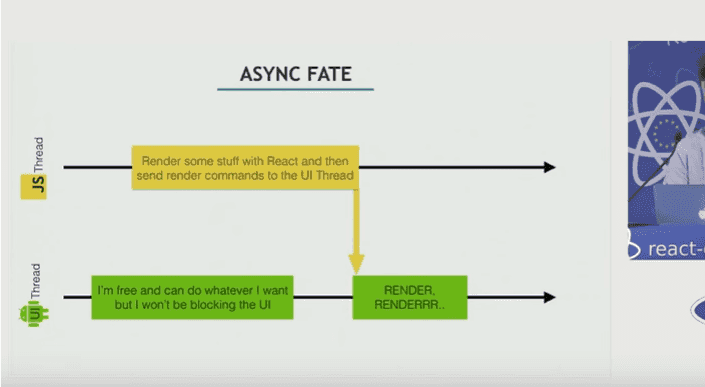 ASYNC FATE
JS Thread
Render some stuff with React and then
send render commands to the UI Thread
UI Thread
I'm free and can do whatever I want
but I won't be blocking the UI
RENDER,
RENDERRR..
react-